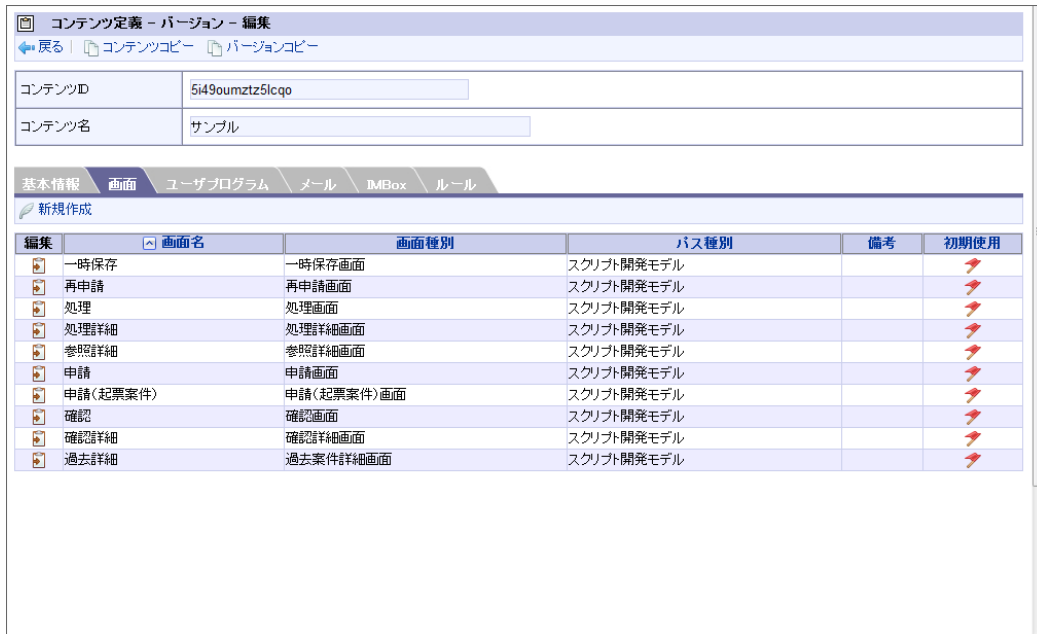 コンテンツ定義 - バージョン - 編集
戻る コンテンツコピー バージョンコピー
コンテンツID 5i49oumztz5lcqo
コンテンツ名 サンプル
基本情報 画面 ユーザプログラム メール IMBox ルール
新規作成
編集 画面名 画面種別 パス種別 備考 初期使用
一時保存 一時保存画面 スクリプト開発モデル
再申請 再申請画面 スクリプト開発モデル
処理 処理画面 スクリプト開発モデル
処理詳細 処理詳細画面 スクリプト開発モデル
参照詳細 参照詳細画面 スクリプト開発モデル
申請 申請画面 スクリプト開発モデル
申請(起票案件) 申請(起票案件)画面 スクリプト開発モデル
確認 確認画面 スクリプト開発モデル
確認詳細 確認詳細画面 スクリプト開発モデル
過去詳細 過去案件詳細画面 スクリプト開発モデル